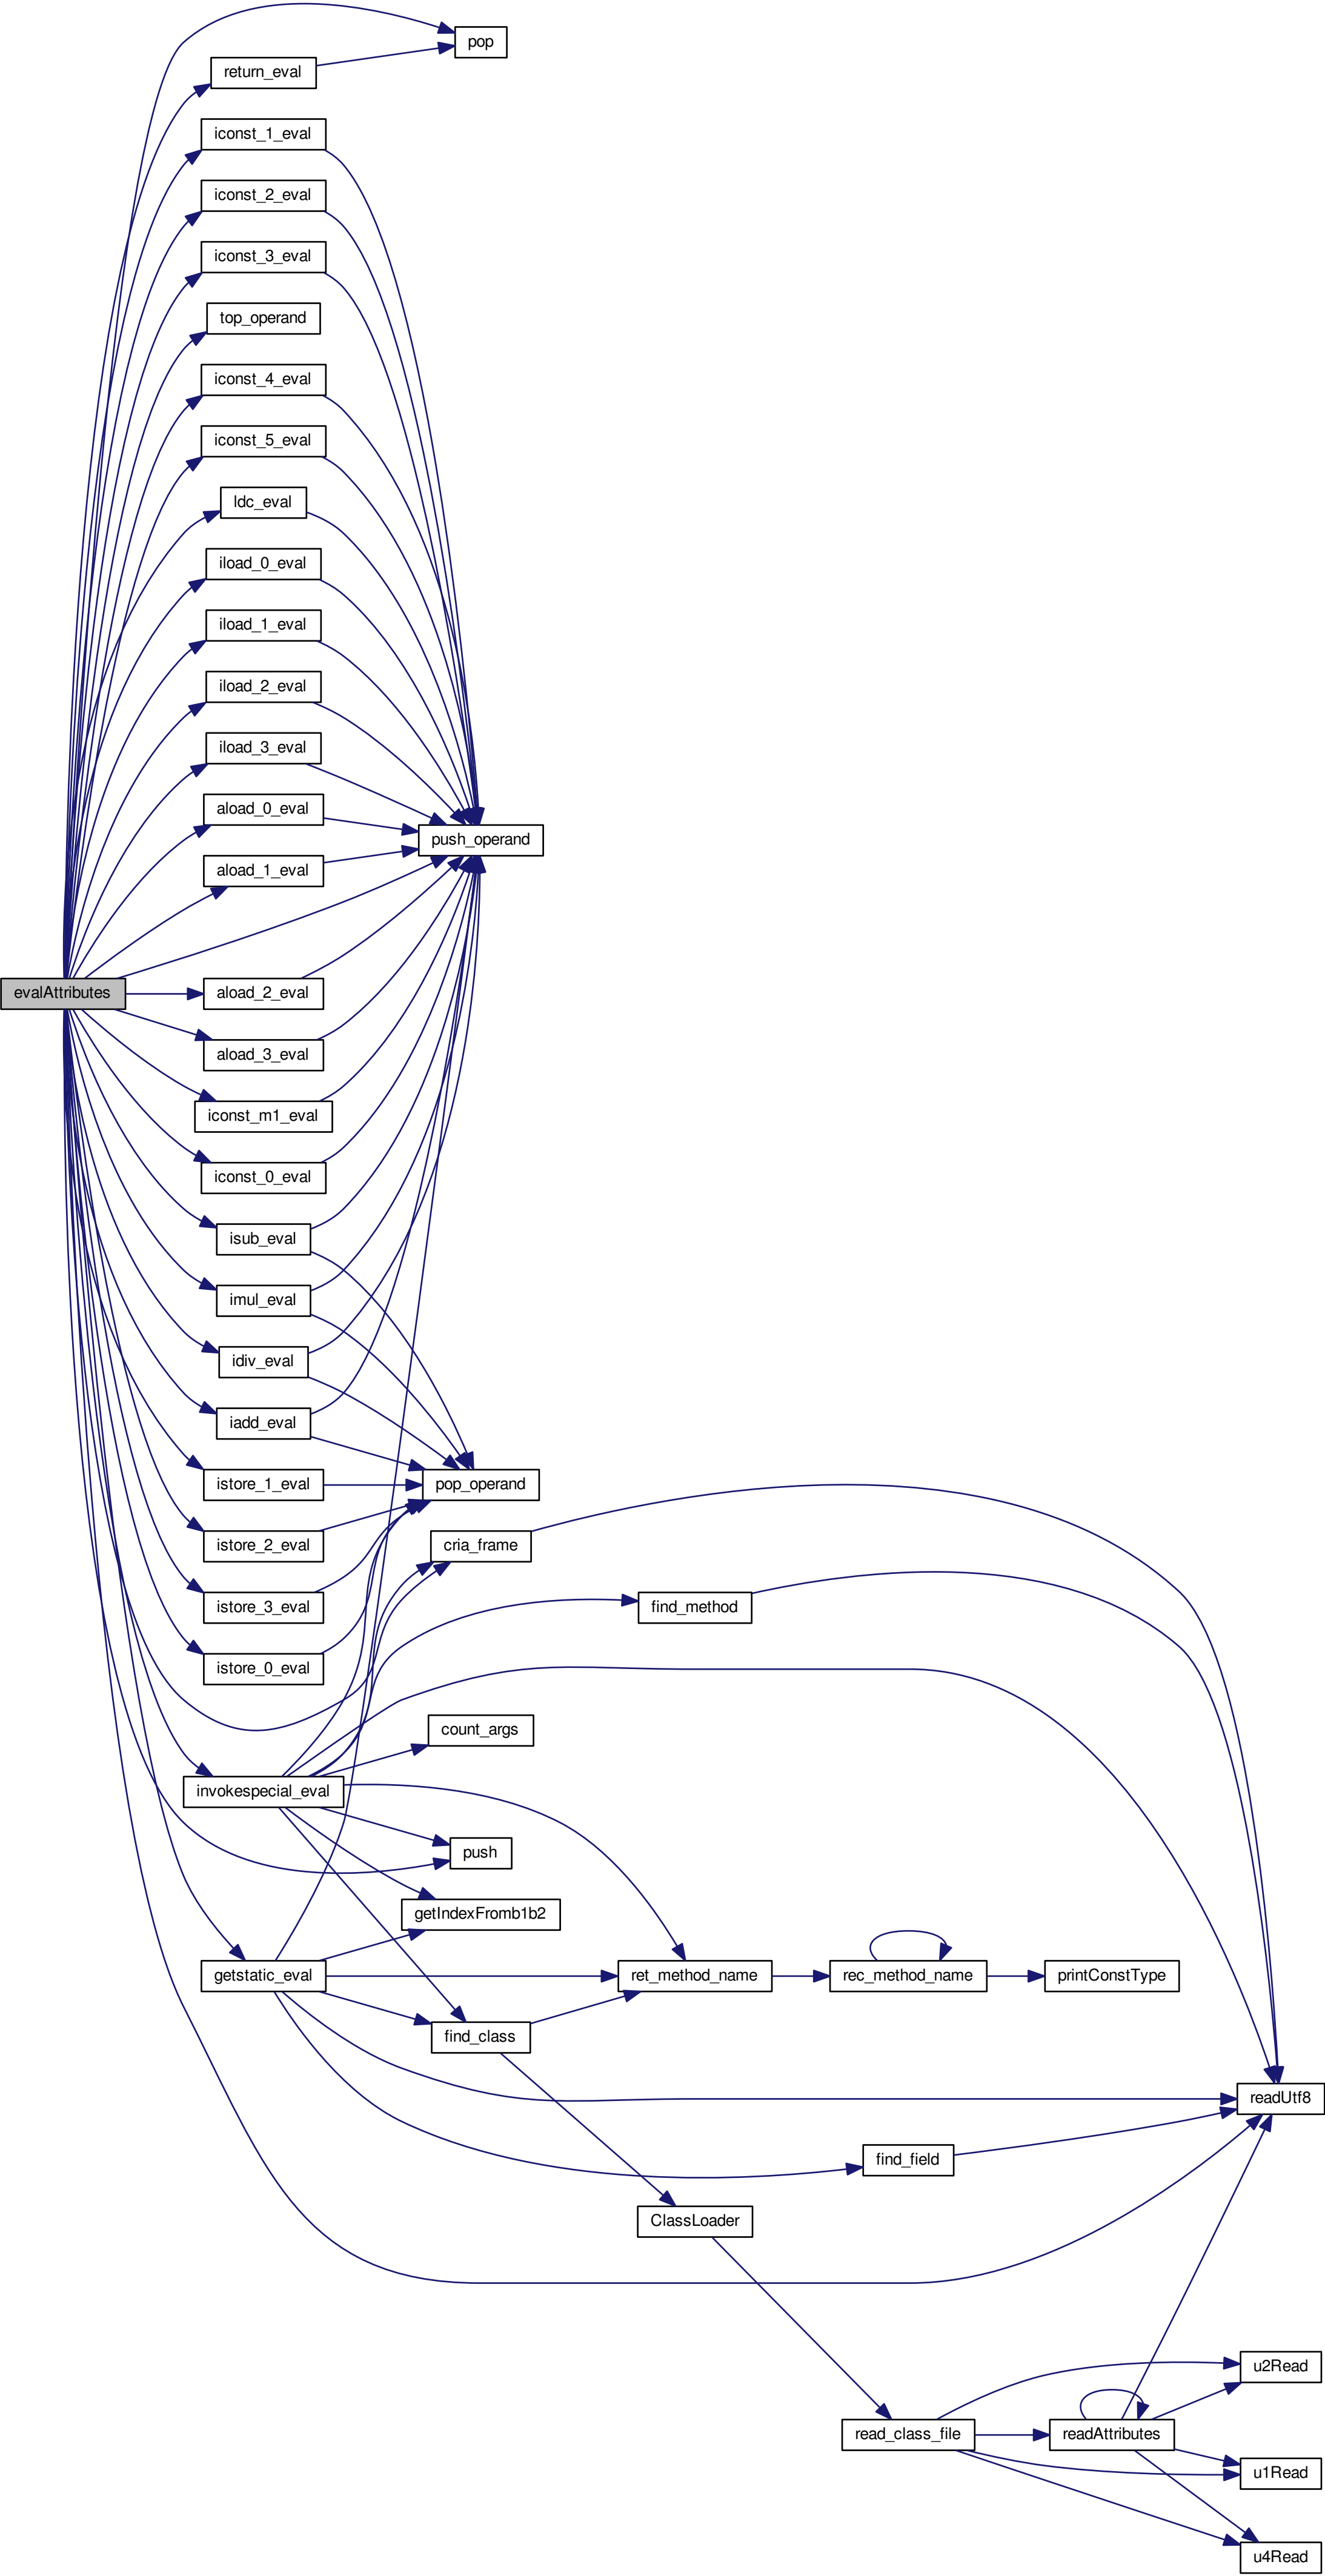 pop
return_eval
iconst_1_eval
iconst_2_eval
iconst_3_eval
top_operand
iconst_4_eval
iconst_5_eval
ldc_eval
iload_0_eval
iload_1_eval
iload_2_eval
iload_3_eval
aload_0_eval
push_operand
aload_1_eval
evalAttributes
aload_2_eval
aload_3_eval
iconst_m1_eval
iconst_0_eval
isub_eval
imul_eval
idiv_eval
iadd_eval
istore_1_eval
pop_operand
istore_2_eval
cria_frame
istore_3_eval
find_method
istore_0_eval
count_args
invokespecial_eval
push
getIndexFromb1b2
getstatic_eval
ret_method_name
rec_method_name
printConstType
find_class
readUtf8
find_field
ClassLoader
u2Read
read_class_file
readAttributes
u1Read
u4Read